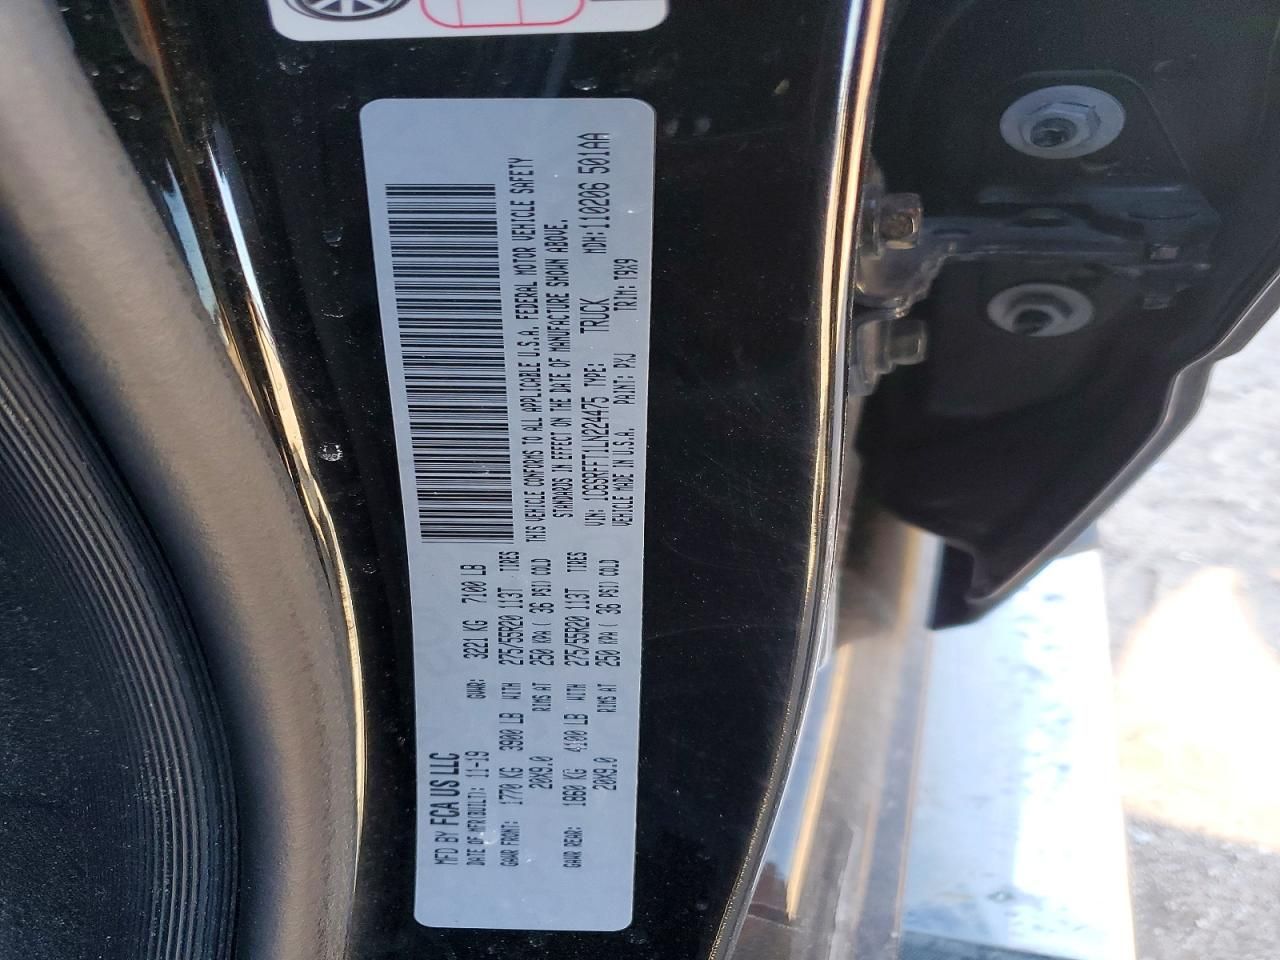 MFD BY FCA US LLC
DATE OF MFR(BUILT): 11-19 GVWR: 3221 KG 7100 LB
GAWR FRONT: 1770 KG 3900 LB WITH 275/55R20 113T TIRES
20X9.0 RIMS AT 250 KPA ( 36 PSI) COLD
GAWR REAR: 1860 KG 4100 LB WITH 275/55R20 113T TIRES
20X9.0 RIMS AT 250 KPA ( 36 PSI) COLD
THIS VEHICLE CONFORMS TO ALL APPLICABLE U.S.A. FEDERAL MOTOR VEHICLE SAFETY
STANDARDS IN EFFECT ON THE DATE OF MANUFACTURE SHOWN ABOVE.
VIN: 1C6SRFFT1LN224475 TYPE: TRUCK MDH: 110206 501AA
VEHICLE MADE IN U.S.A. PAINT: PXJ TRIM: T9X9